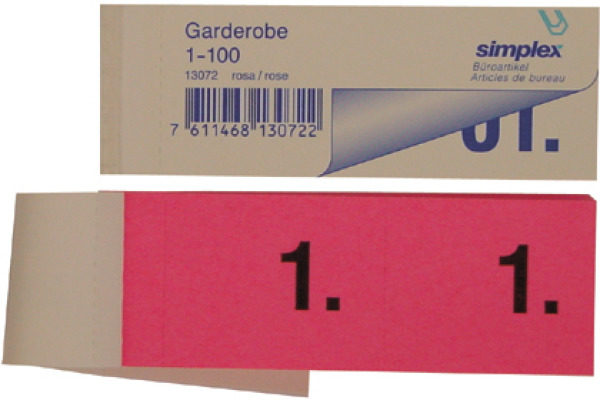 Garderobe
1-100
13072 rosa / rose
7 611468 130722
simplex
Büroartikel
Articles de bureau
01.
1. 1.